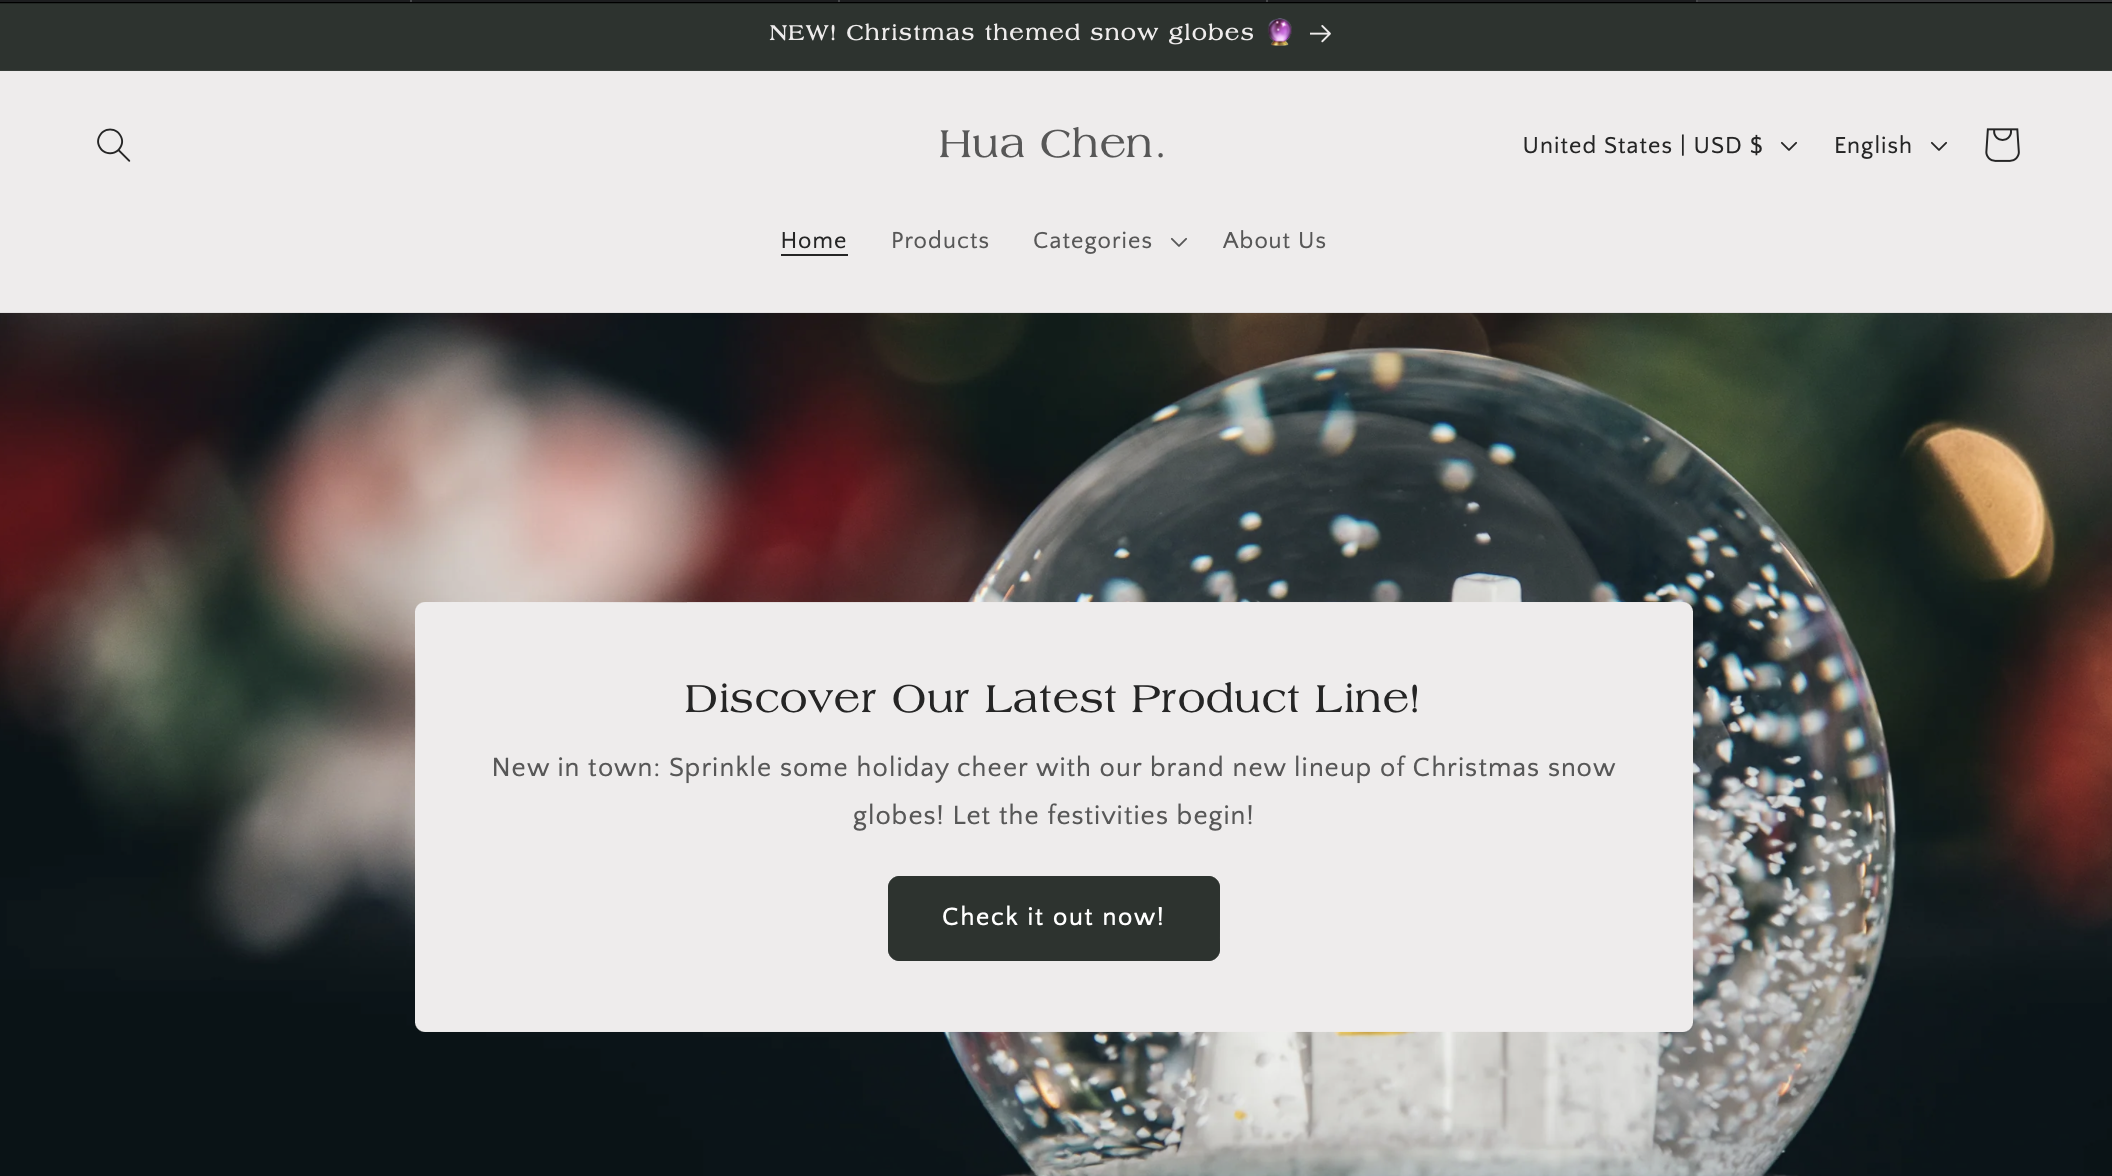 NEW! Christmas themed snow globes 🔮 →
Hua Chen.
United States | USD $
English
Home
Products
Categories
About Us
Discover Our Latest Product Line!
New in town: Sprinkle some holiday cheer with our brand new lineup of Christmas snow
globes! Let the festivities begin!
Check it out now!